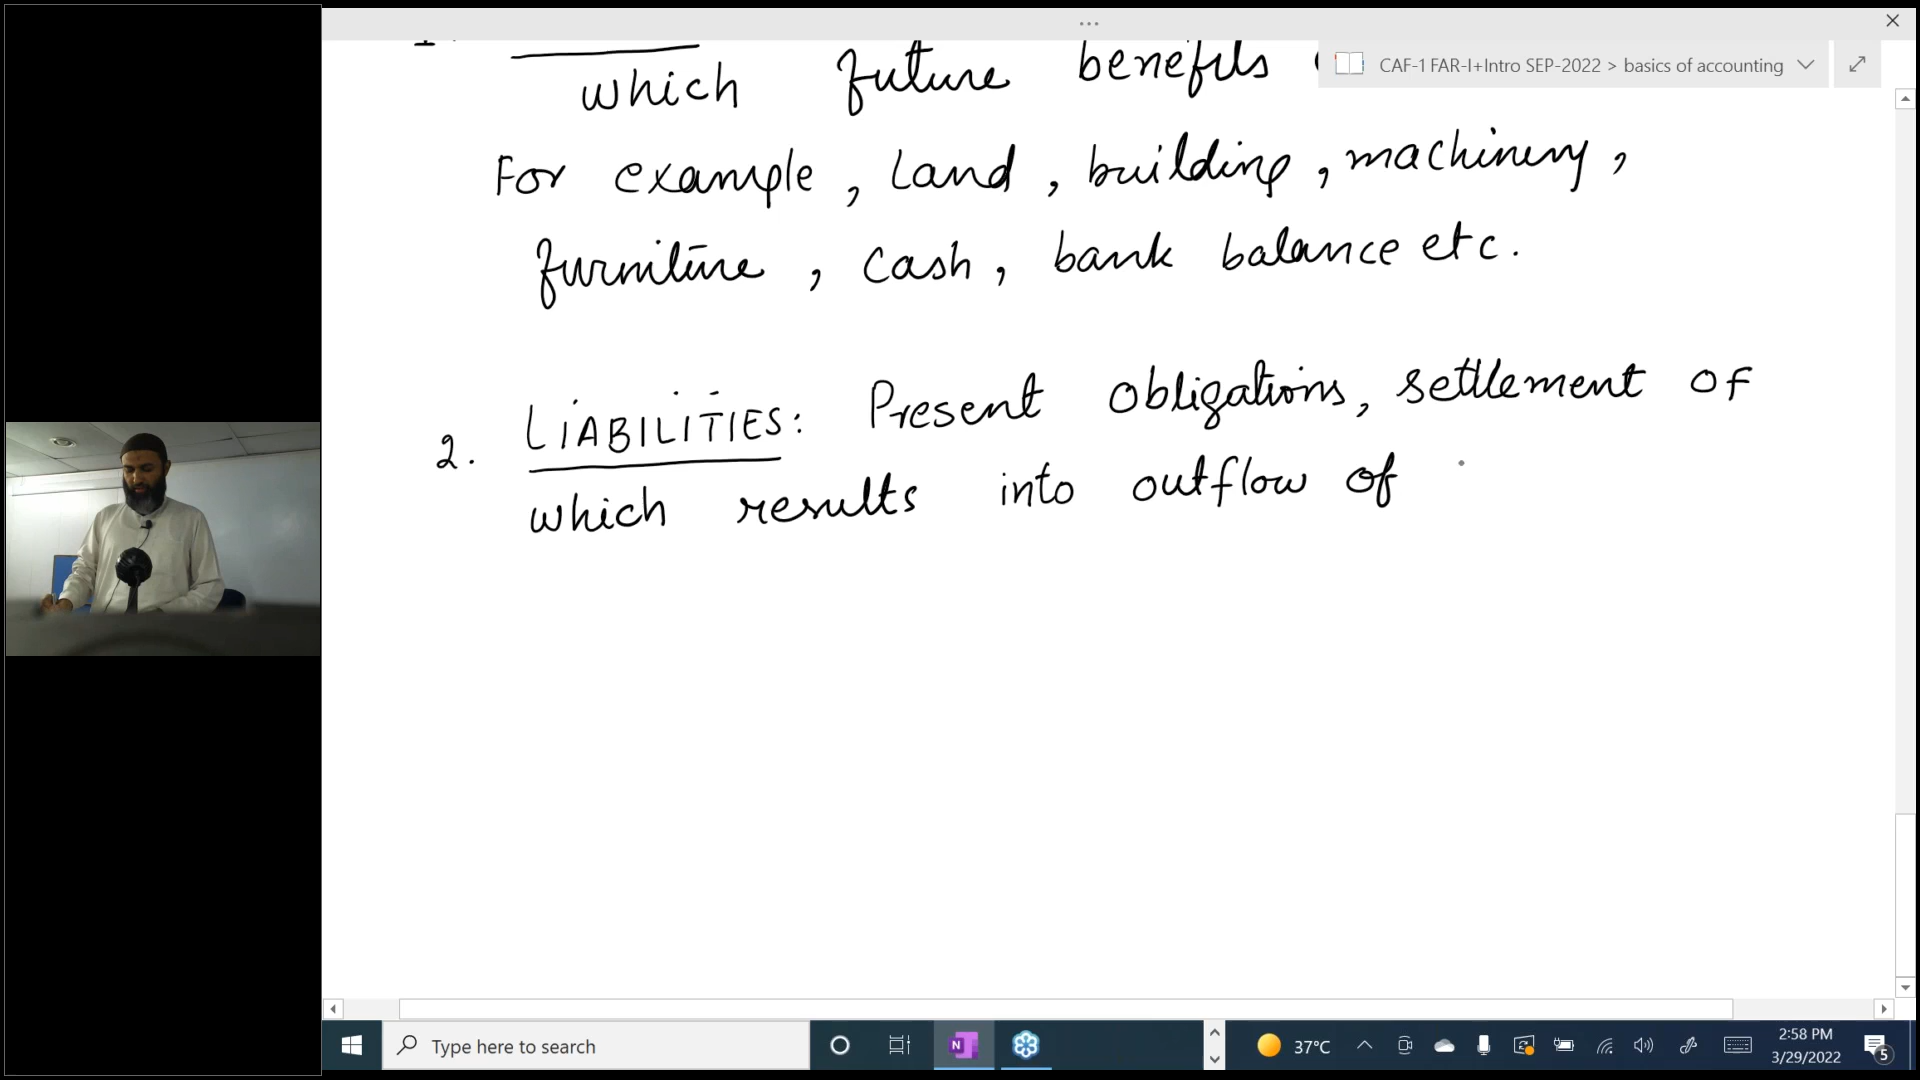 which future benefits
CAF-1 FAR-I+Intro SEP-2022 > basics of accounting
For example, land, building, machinery,
furniture, cash, bank balance etc.
2. LIABILITIES: Present obligations, settlement of
which results into outflow of
Type here to search
N
37°C
2:58 PM
3/29/2022
5